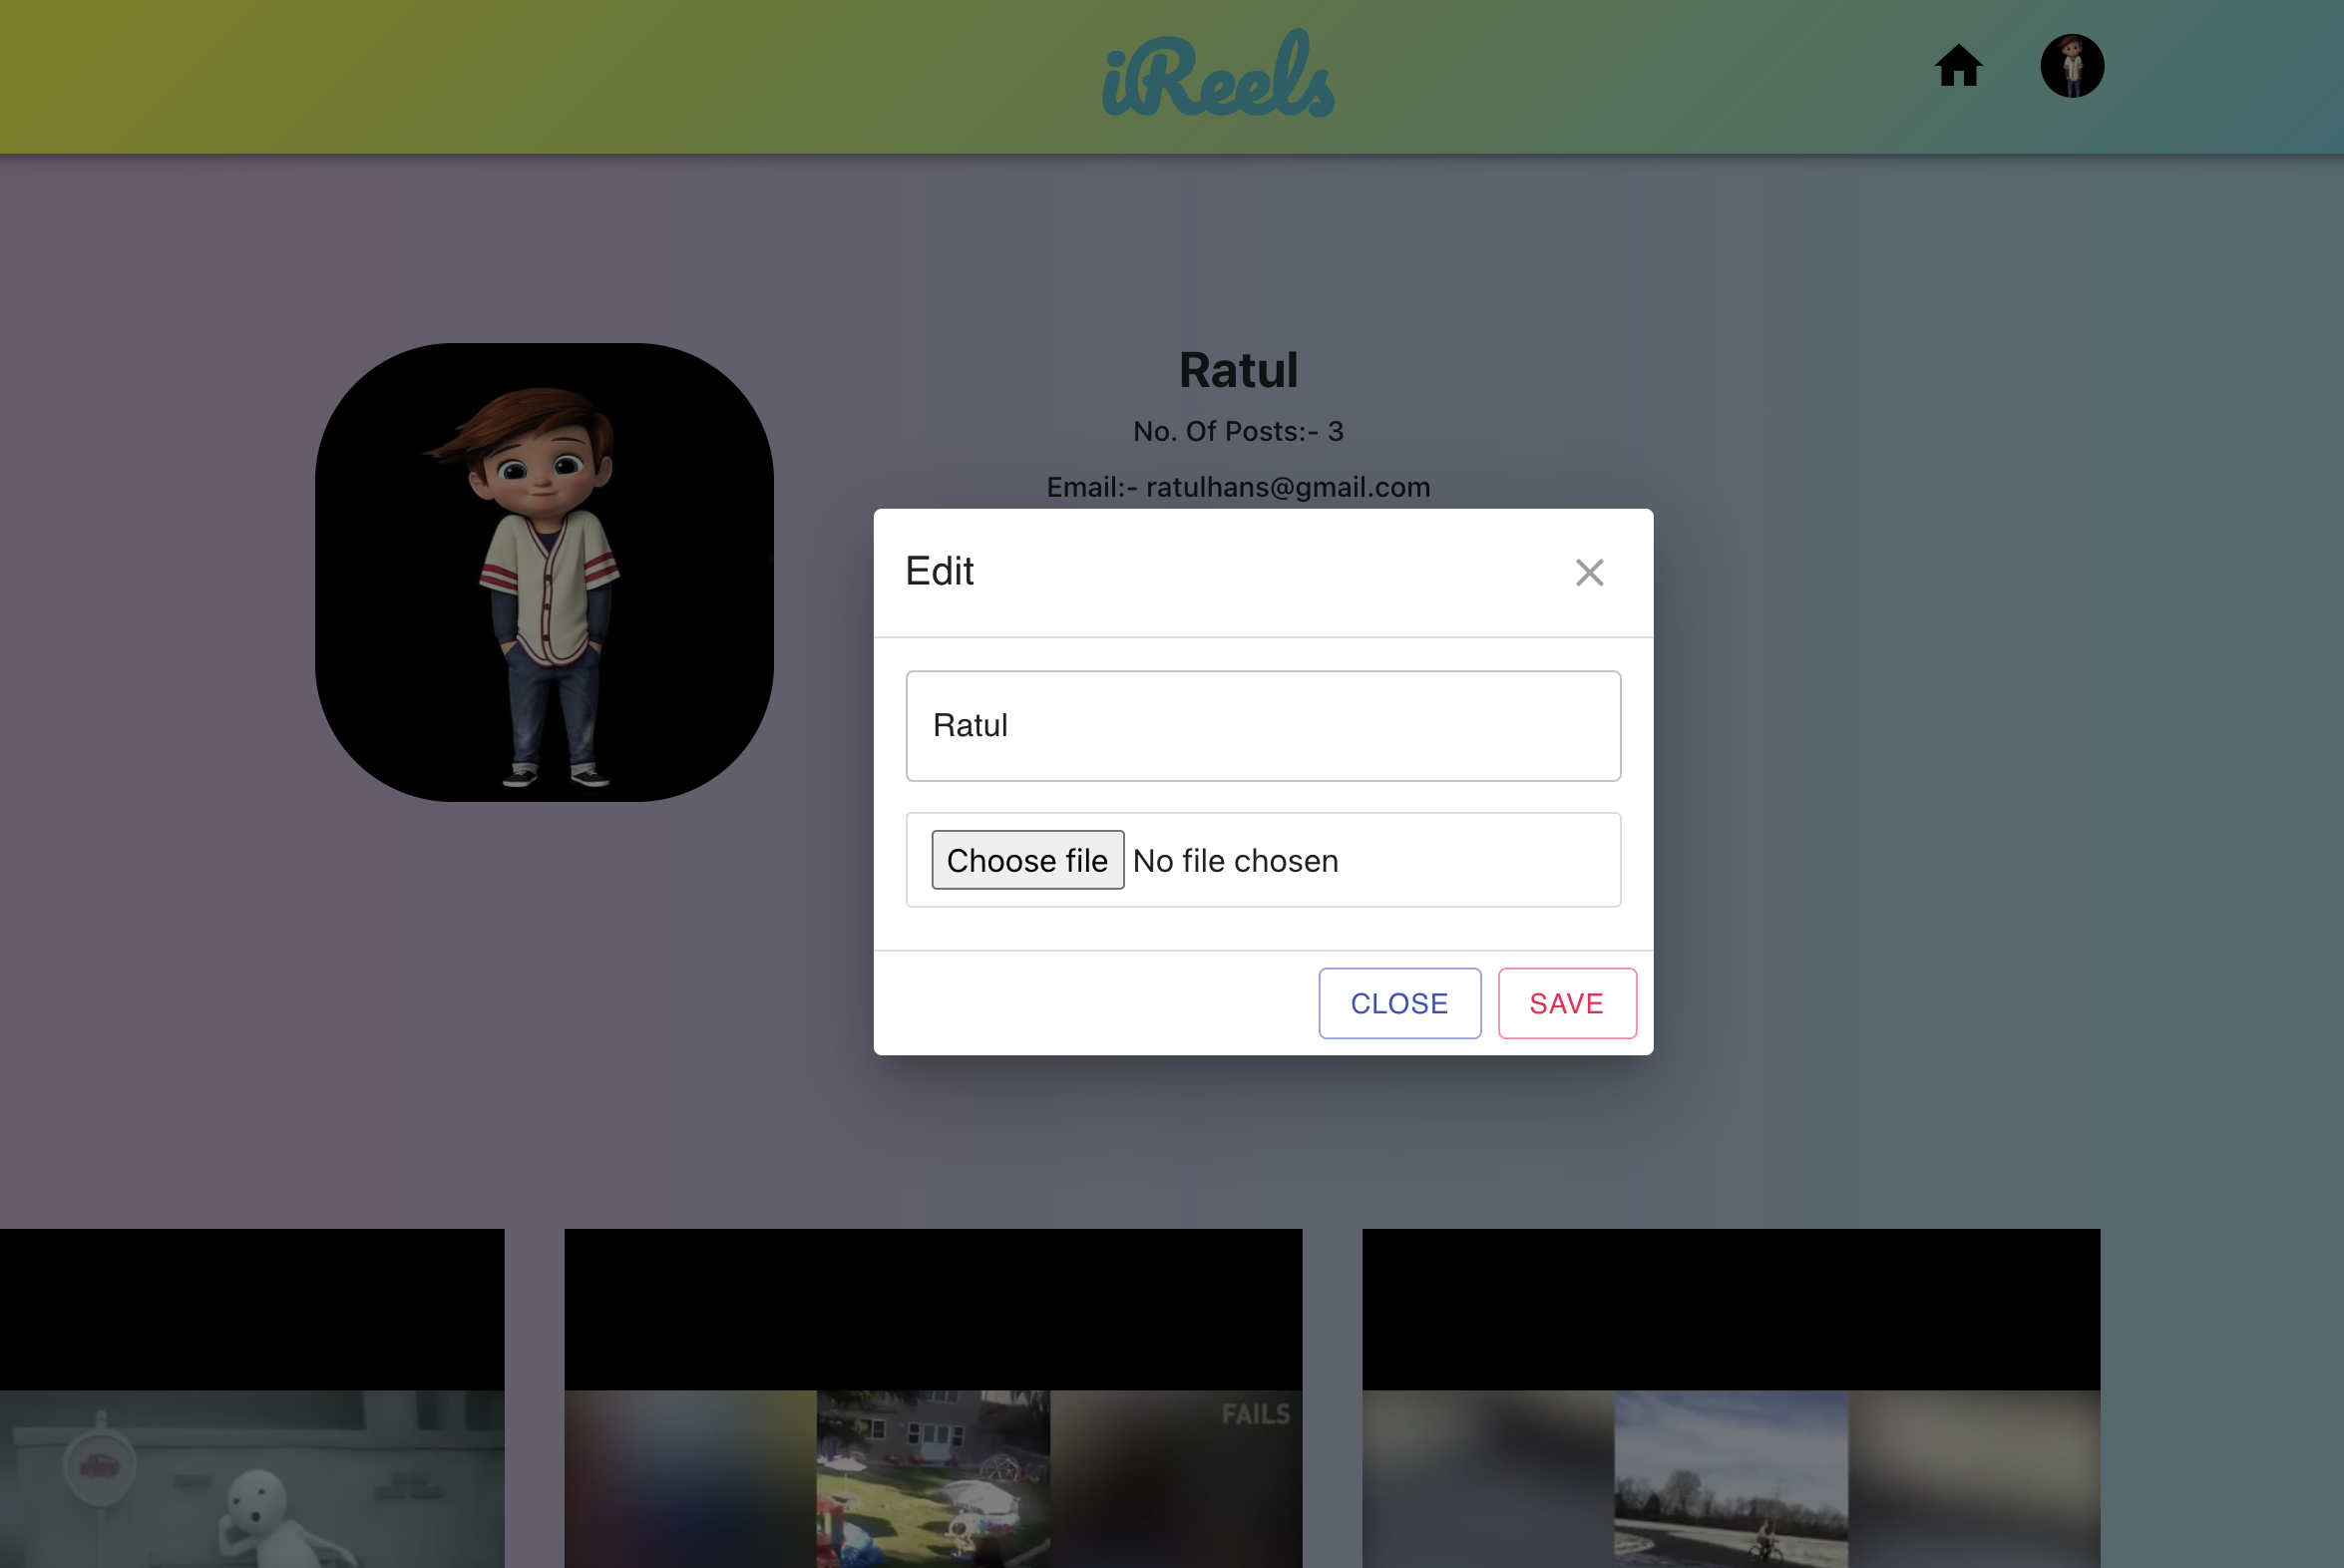 iReels
Ratul
No. Of Posts:- 3
Email:- ratulhans@gmail.com
Edit
Ratul
Choose file No file chosen
CLOSE SAVE
FAILS